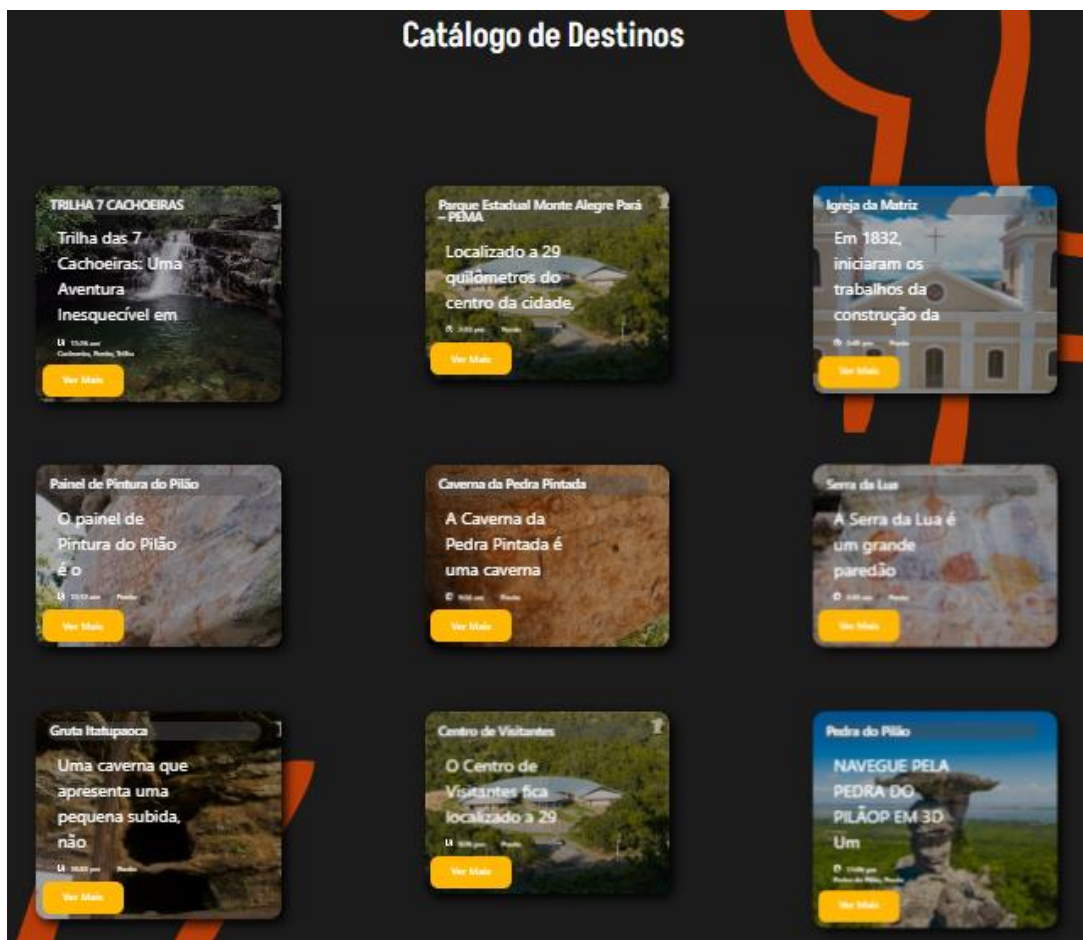 Catálogo de Destinos
TRILHA 7 CACHOEIRAS
Trilha das 7
Cachoeiras: Uma
Aventura
Inesquecível em
Ver Mais
Parque Estadual Monte Alegre Pará
– PEMA
Localizado a 29
quilômetros do
centro da cidade,
Ver Mais
Igreja da Matriz
Em 1832,
iniciaram os
trabalhos da
construção da
Ver Mais
Painel de Pintura do Pilão
O painel de
Pintura do Pilão
é o
Ver Mais
Caverna da Pedra Pintada
A Caverna da
Pedra Pintada é
uma caverna
Ver Mais
Serra da Lua
A Serra da Lua é
um grande
paredão
Ver Mais
Gruta Itatupaoca
Uma caverna que
apresenta uma
pequena subida,
não
Ver Mais
Centro de Visitantes
O Centro de
Visitantes fica
localizado a 29
Ver Mais
Pedra do Pilão
NAVEGUE PELA
PEDRA DO
PILÃOP EM 3D
Um
Ver Mais